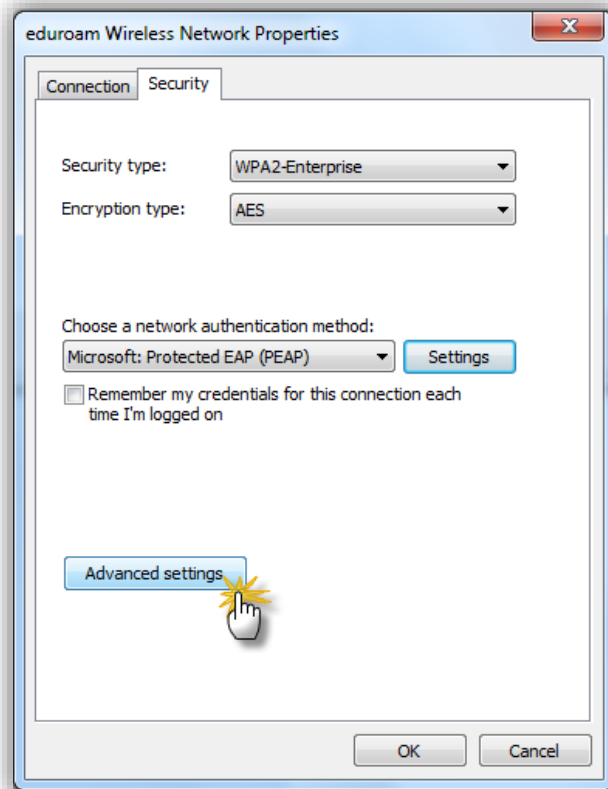 eduroam Wireless Network Properties
Connection Security
Security type: WPA2-Enterprise
Encryption type: AES
Choose a network authentication method:
Microsoft: Protected EAP (PEAP) Settings
Remember my credentials for this connection each
time I'm logged on
Advanced settings
OK Cancel